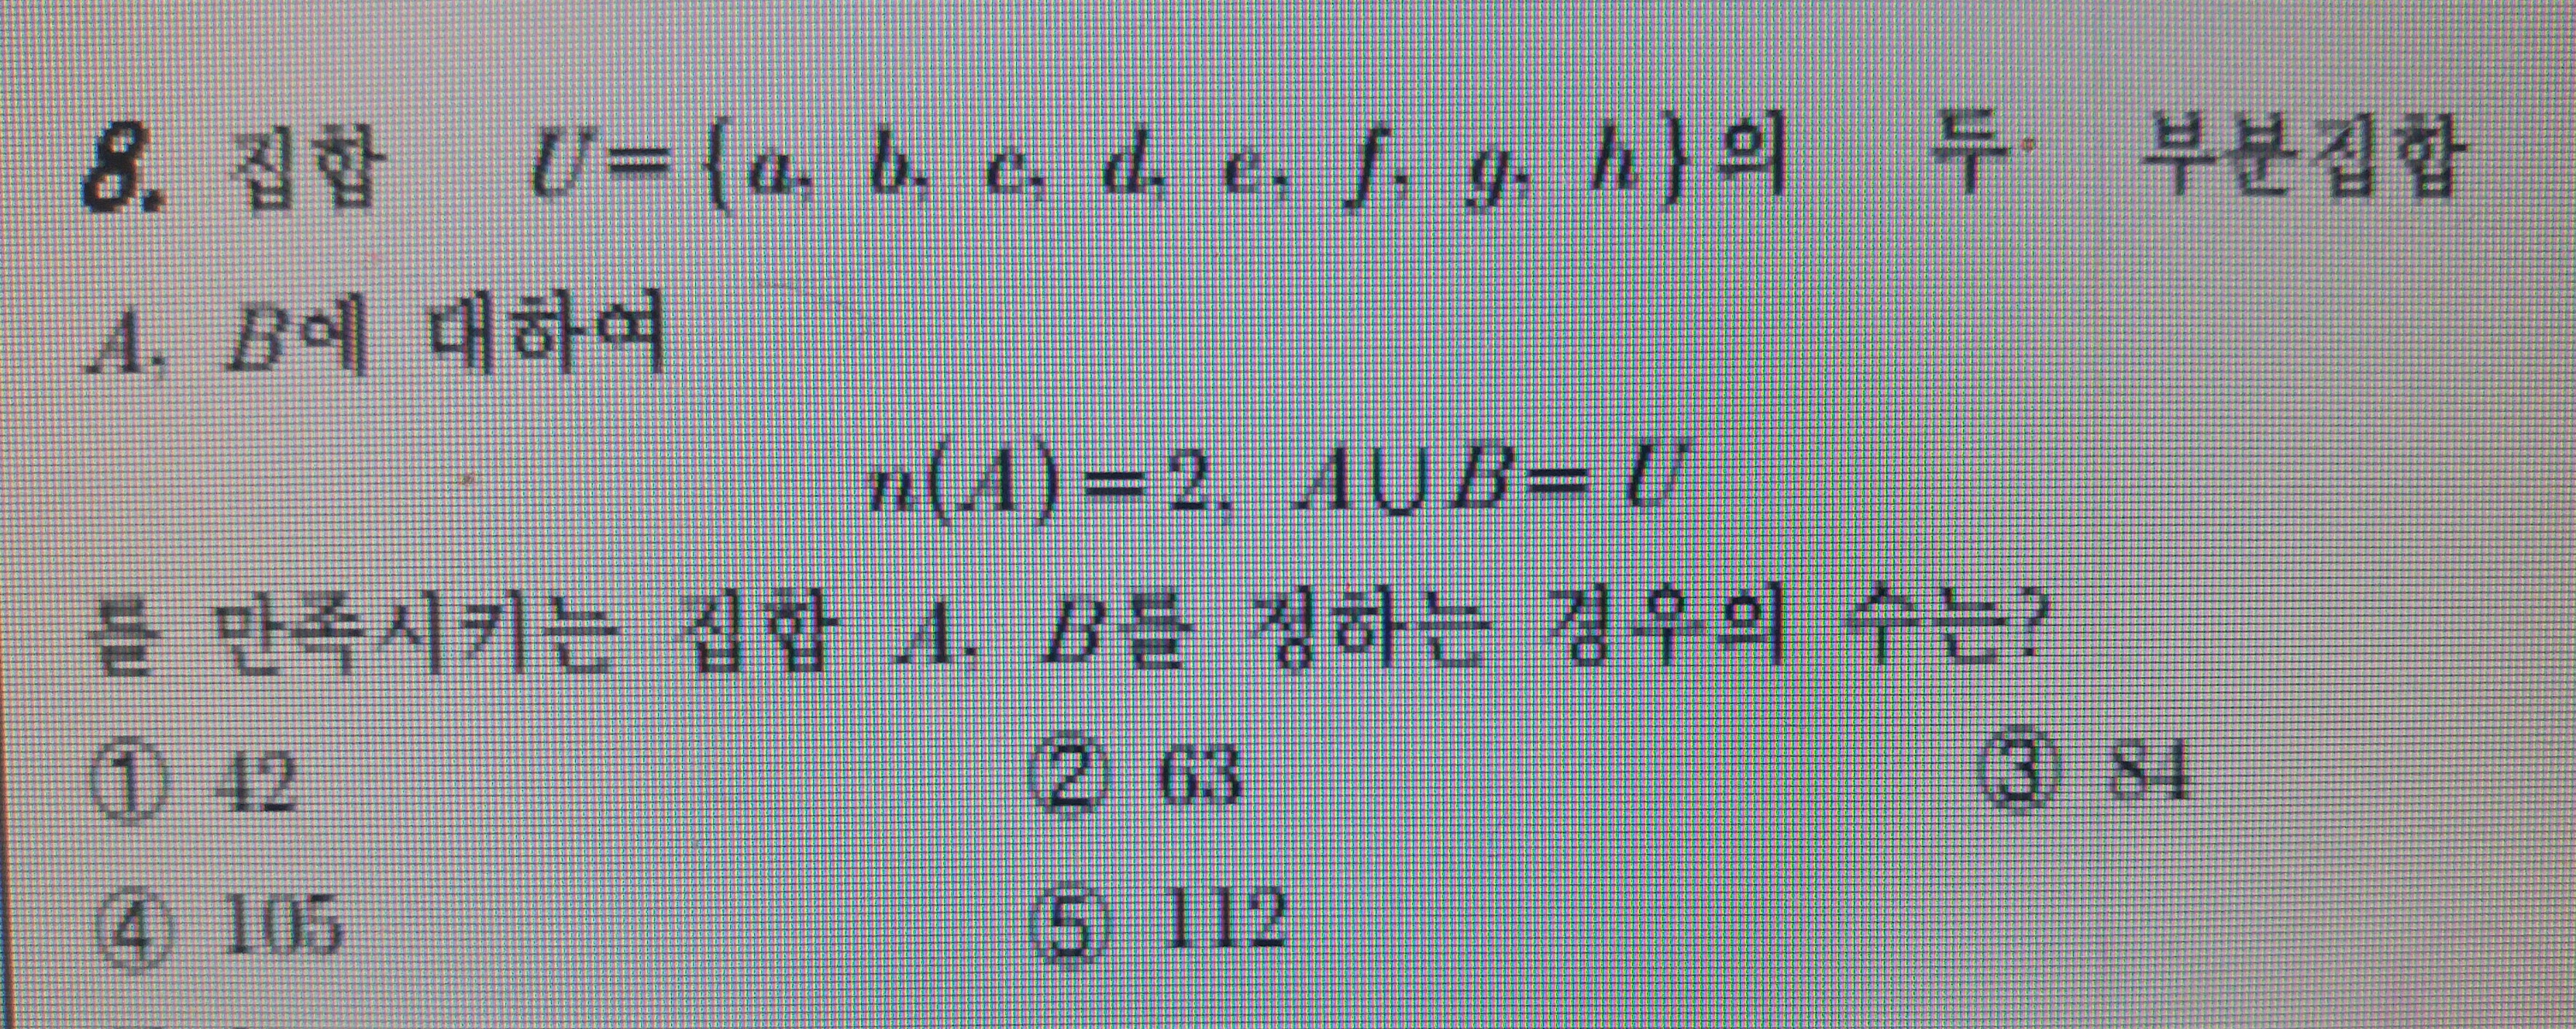 8. 집합 U={a, b, c, d, e, f, g, h}의 두 부분집합
A, B에 대하여
n(A)=2, A∪B=U
를 만족시키는 집합 A, B를 정하는 경우의 수는?
① 42 ② 63 ③ 84
④ 105 ⑤ 112